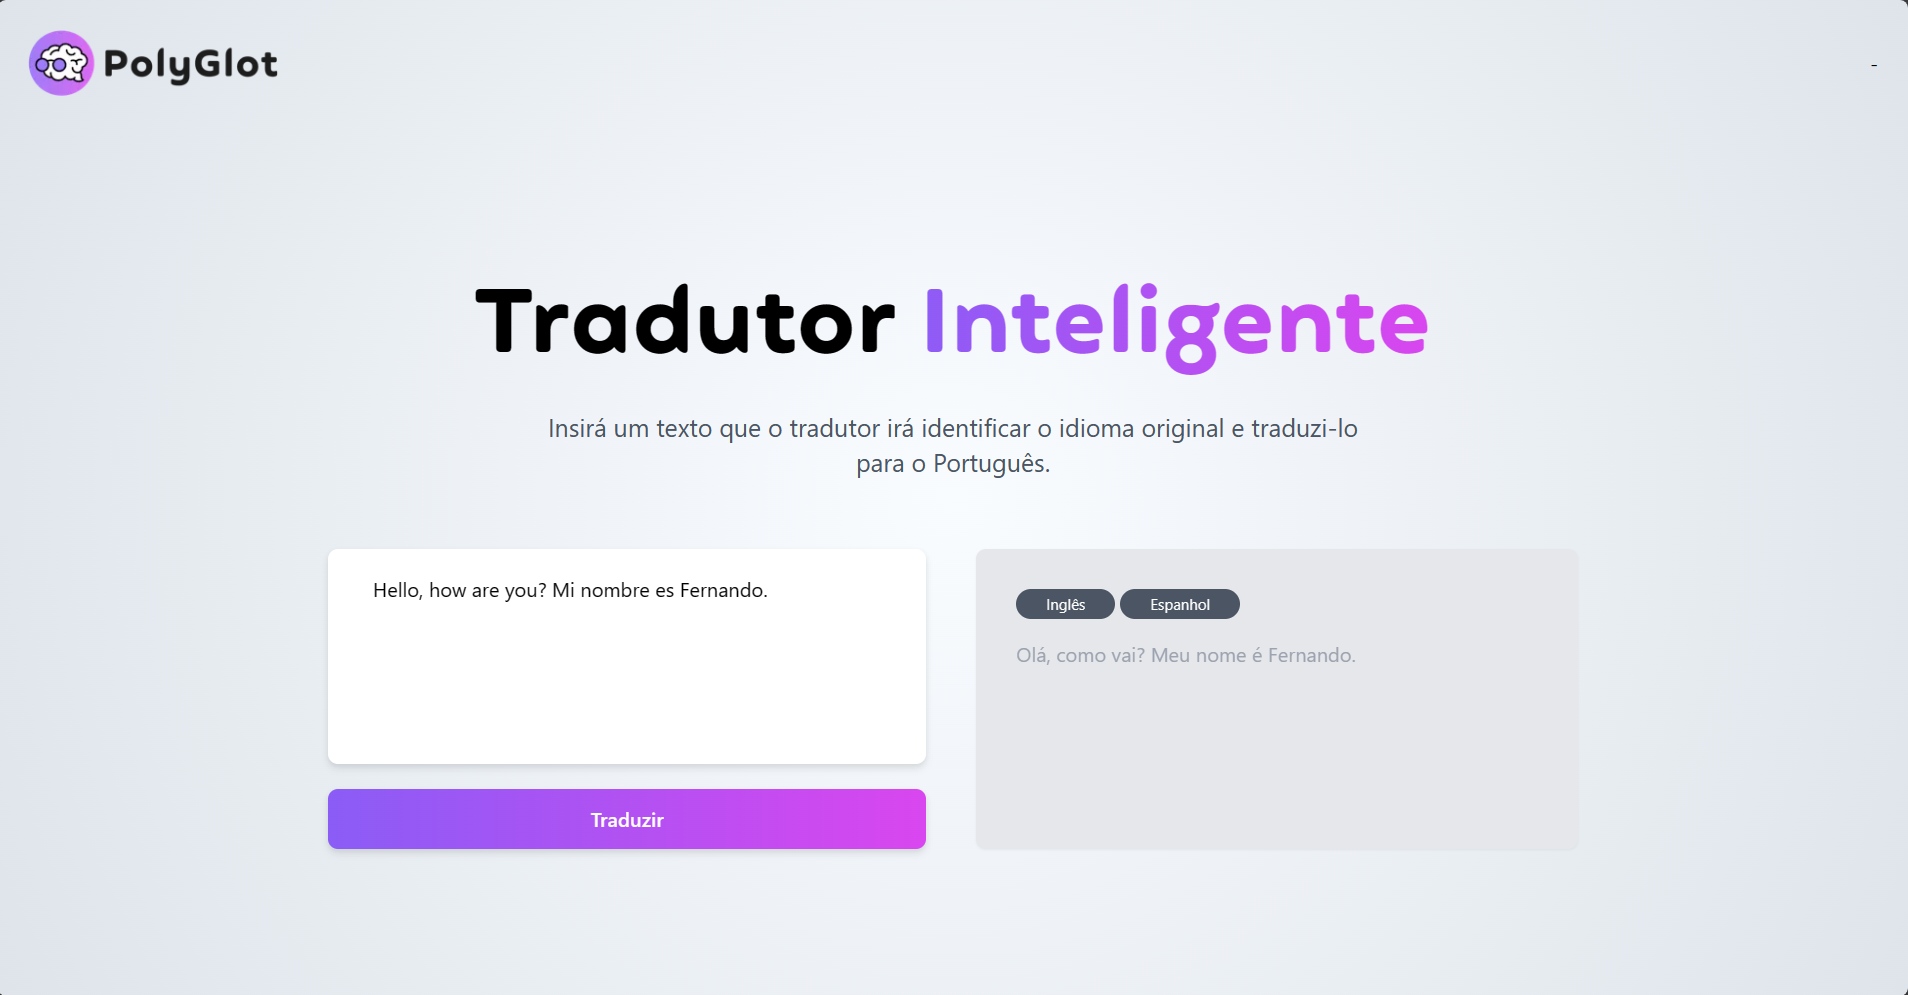 PolyGlot
-
Tradutor Inteligente
Insirá um texto que o tradutor irá identificar o idioma original e traduzi-lo
para o Português.
Hello, how are you? Mi nombre es Fernando.
Traduzir
Inglês Espanhol
Olá, como vai? Meu nome é Fernando.